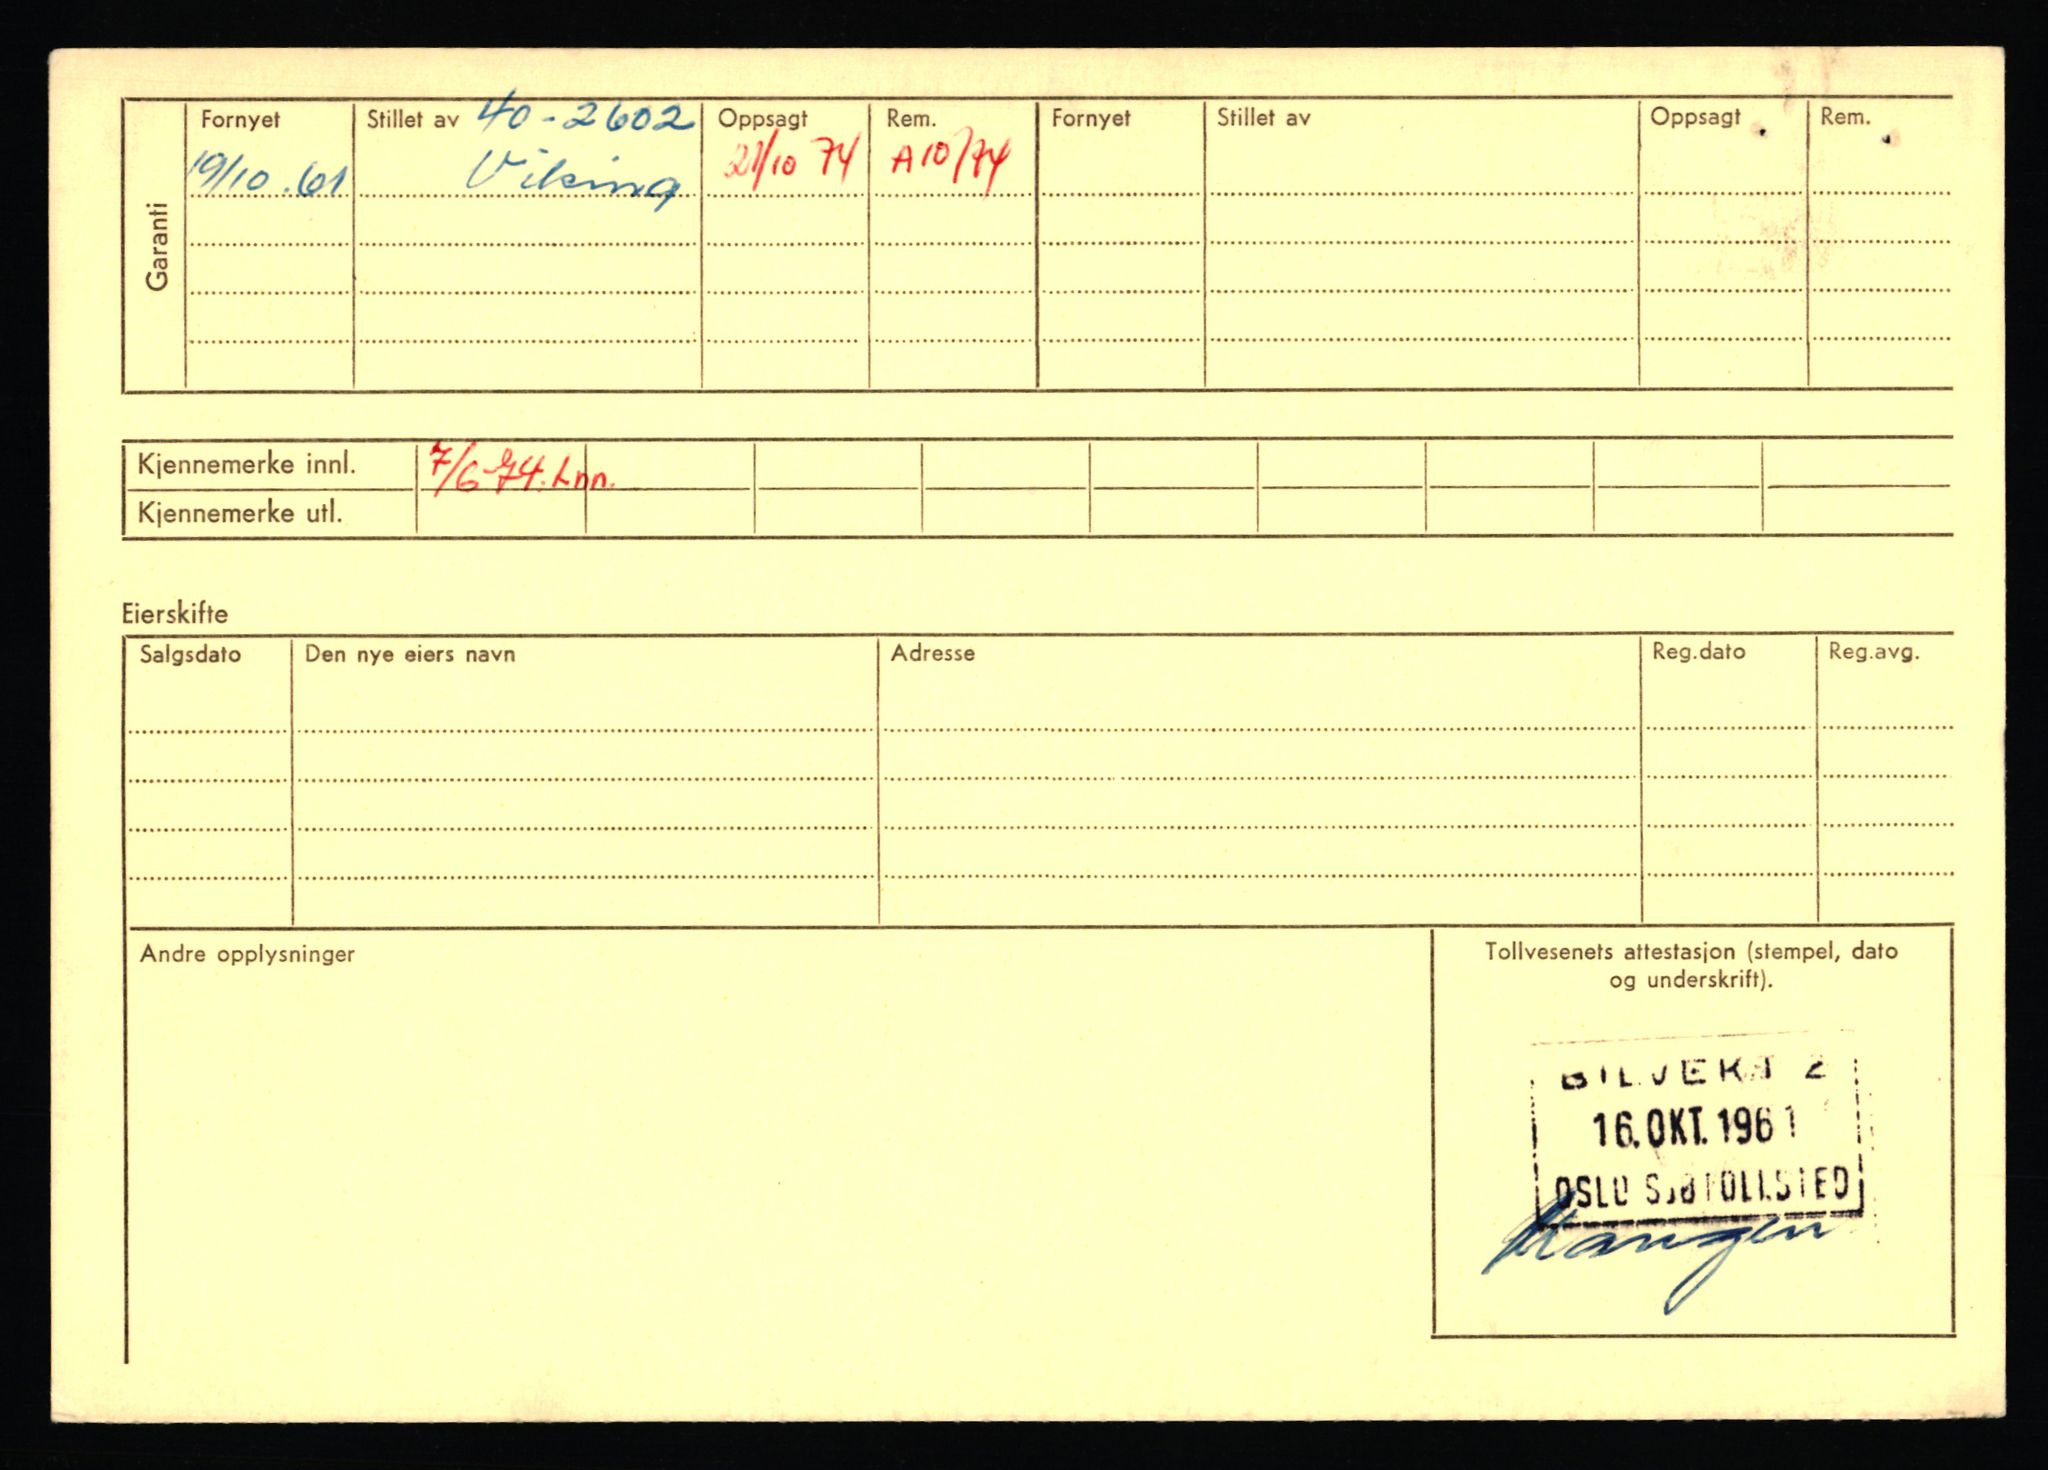 Garanti
Fornyet Stillet av 40-2602 Oppsagt Rem. Fornyet Stillet av Oppsagt Rem.
19/10.61 Viking 21/10 74 A10/74
Kjennemerke innl. 7/6-74. Lnn.
Kjennemerke utl.
Eierskifte
Salgsdato Den nye eiers navn Adresse Reg.dato Reg.avg.
Andre opplysninger
Tollvesenets attestasjon (stempel, dato
og underskrift).
16. OKT. 1961
OSLO SJØTOLLSTED